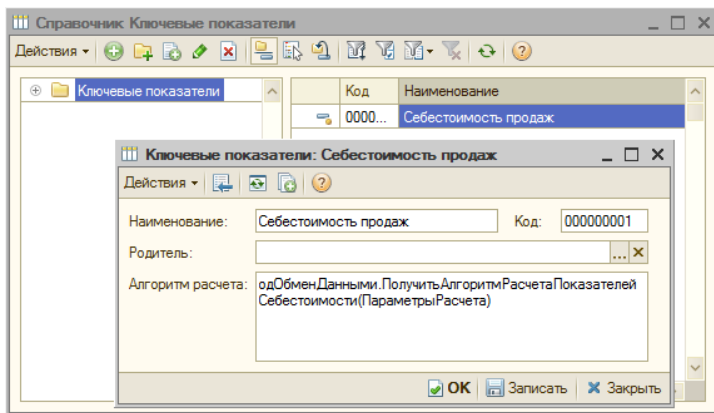 Справочник Ключевые показатели
Действия
Ключевые показатели
Код Наименование
0000... Себестоимость продаж
Ключевые показатели: Себестоимость продаж
Действия
Наименование: Себестоимость продаж Код: 000000001
Родитель: ...
Алгоритм расчета: одОбменДанными.ПолучитьАлгоритмРасчетаПоказателей
Себестоимости(ПараметрыРасчета)
OK Записать Закрыть